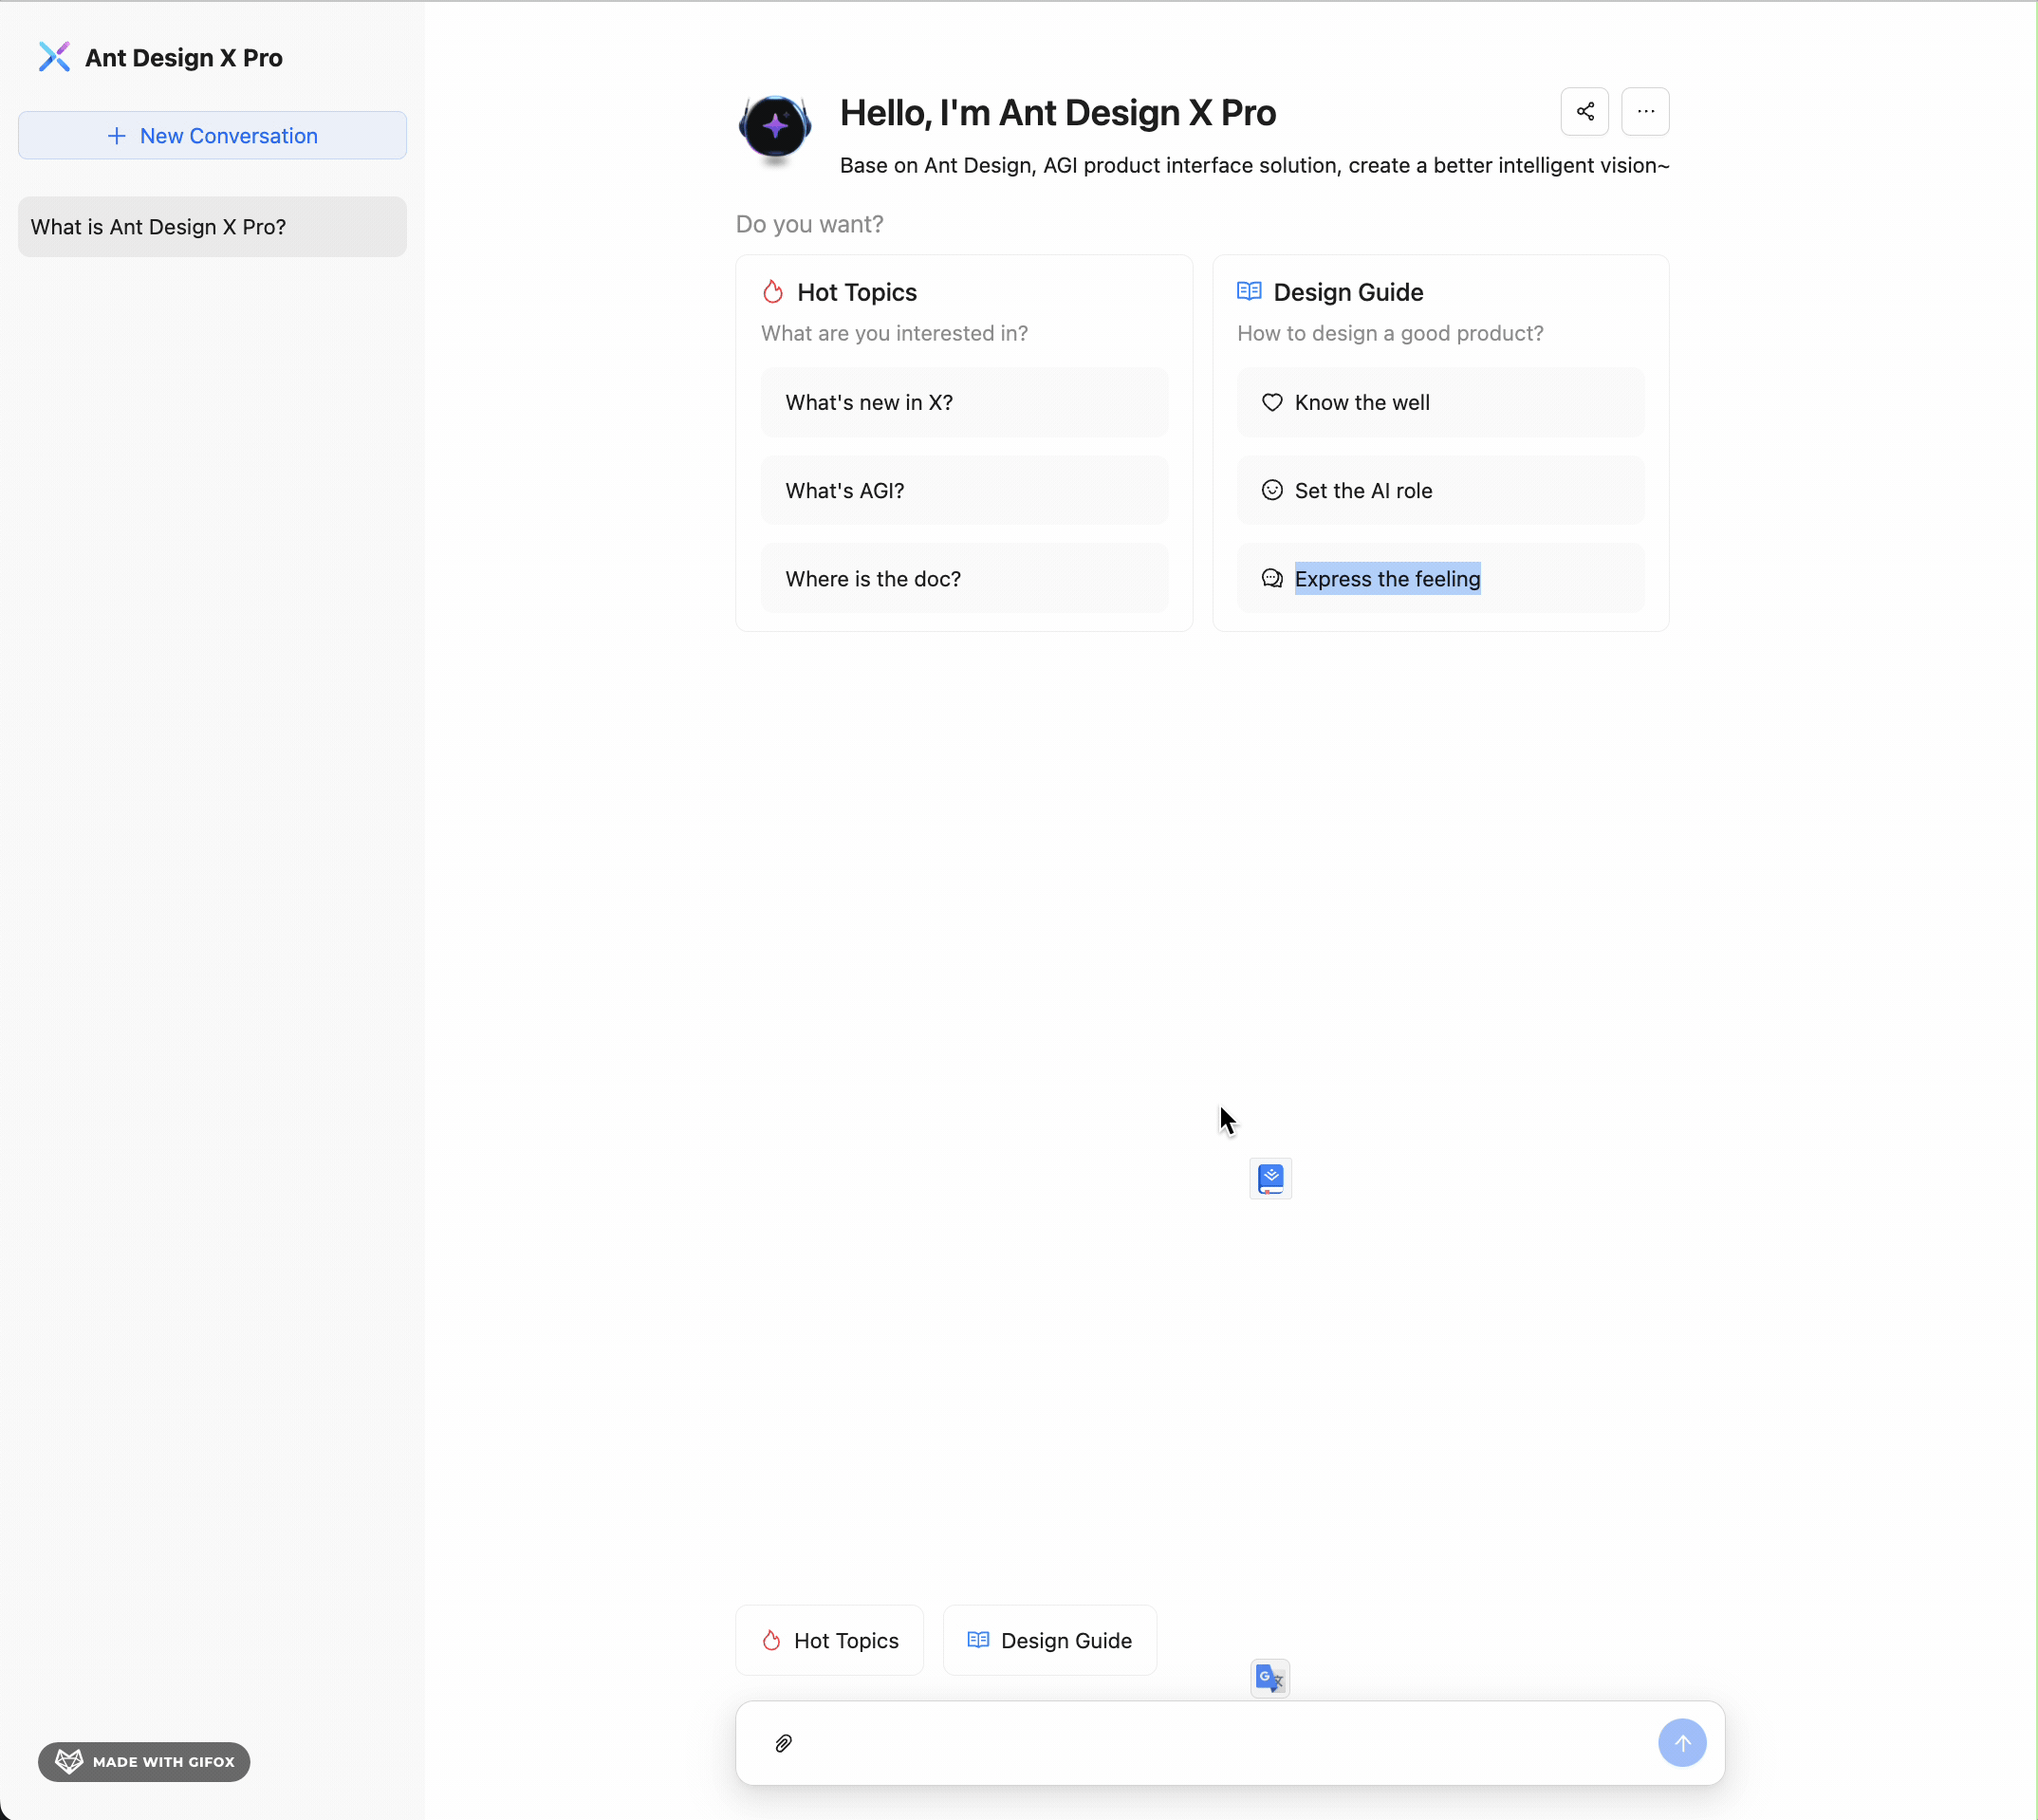 Ant Design X Pro
New Conversation
What is Ant Design X Pro?
Hello, I'm Ant Design X Pro
Base on Ant Design, AGI product interface solution, create a better intelligent vision~
Do you want?
Hot Topics
What are you interested in?
What's new in X?
What's AGI?
Where is the doc?
Design Guide
How to design a good product?
Know the well
Set the AI role
Express the feeling
Hot Topics
Design Guide
MADE WITH GIFOX